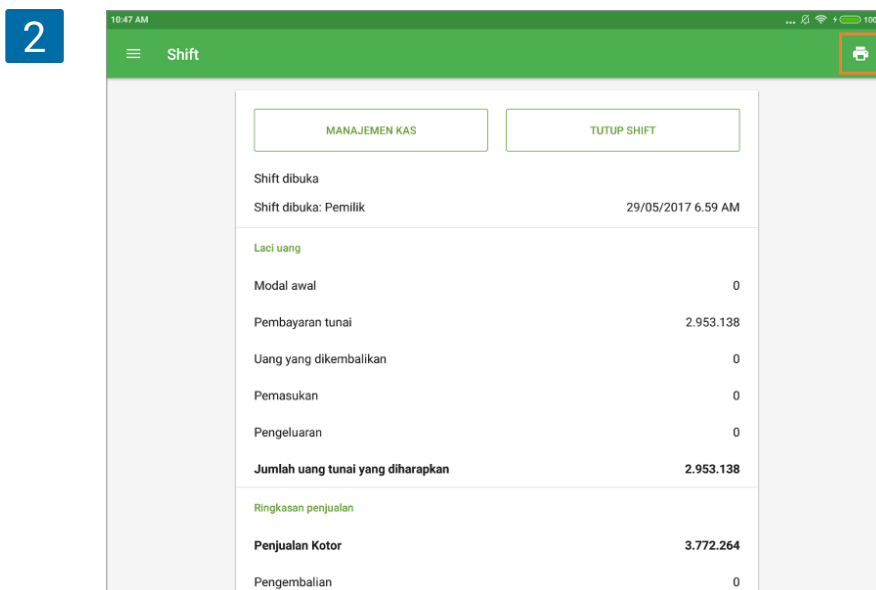 2
10:47 AM
... 100
Shift
MANAJEMEN KAS
TUTUP SHIFT
Shift dibuka
Shift dibuka: Pemilik 29/05/2017 6.59 AM
Laci uang
Modal awal 0
Pembayaran tunai 2.953.138
Uang yang dikembalikan 0
Pemasukan 0
Pengeluaran 0
Jumlah uang tunai yang diharapkan 2.953.138
Ringkasan penjualan
Penjualan Kotor 3.772.264
Pengembalian 0